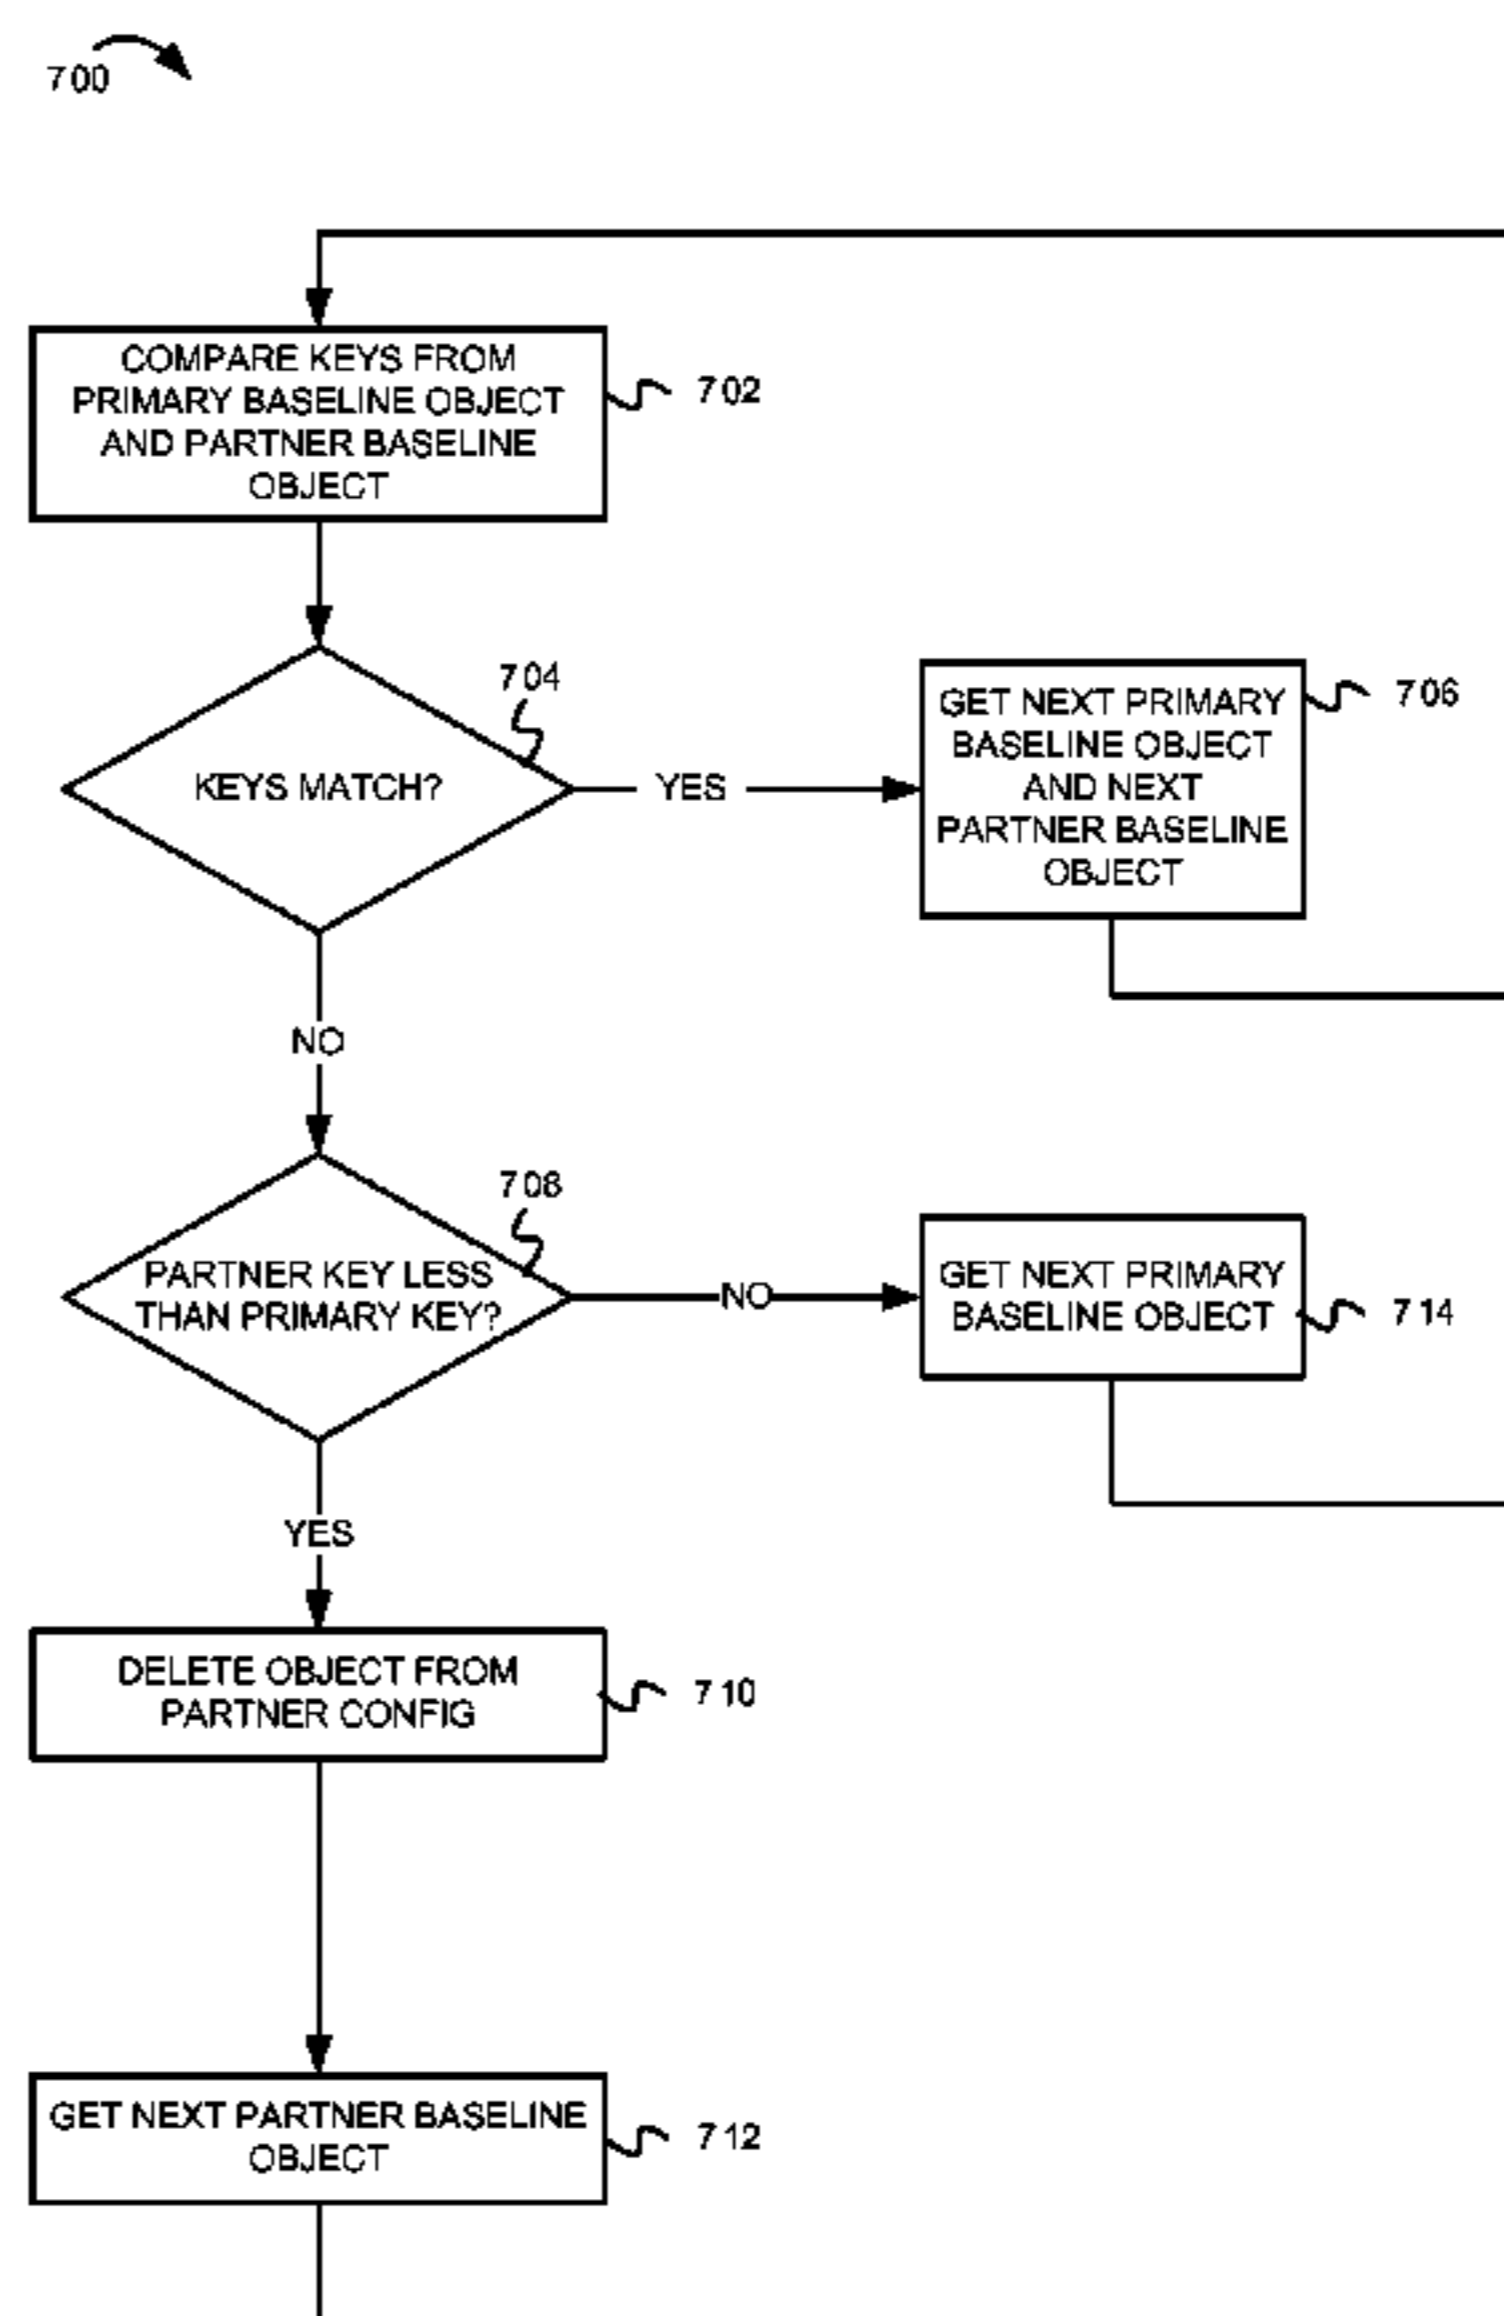 700
COMPARE KEYS FROM
PRIMARY BASELINE OBJECT
AND PARTNER BASELINE
OBJECT
702
704
KEYS MATCH?
YES
GET NEXT PRIMARY
BASELINE OBJECT
AND NEXT
PARTNER BASELINE
OBJECT
706
NO
708
PARTNER KEY LESS
THAN PRIMARY KEY?
NO
GET NEXT PRIMARY
BASELINE OBJECT
714
YES
DELETE OBJECT FROM
PARTNER CONFIG
710
GET NEXT PARTNER BASELINE
OBJECT
712